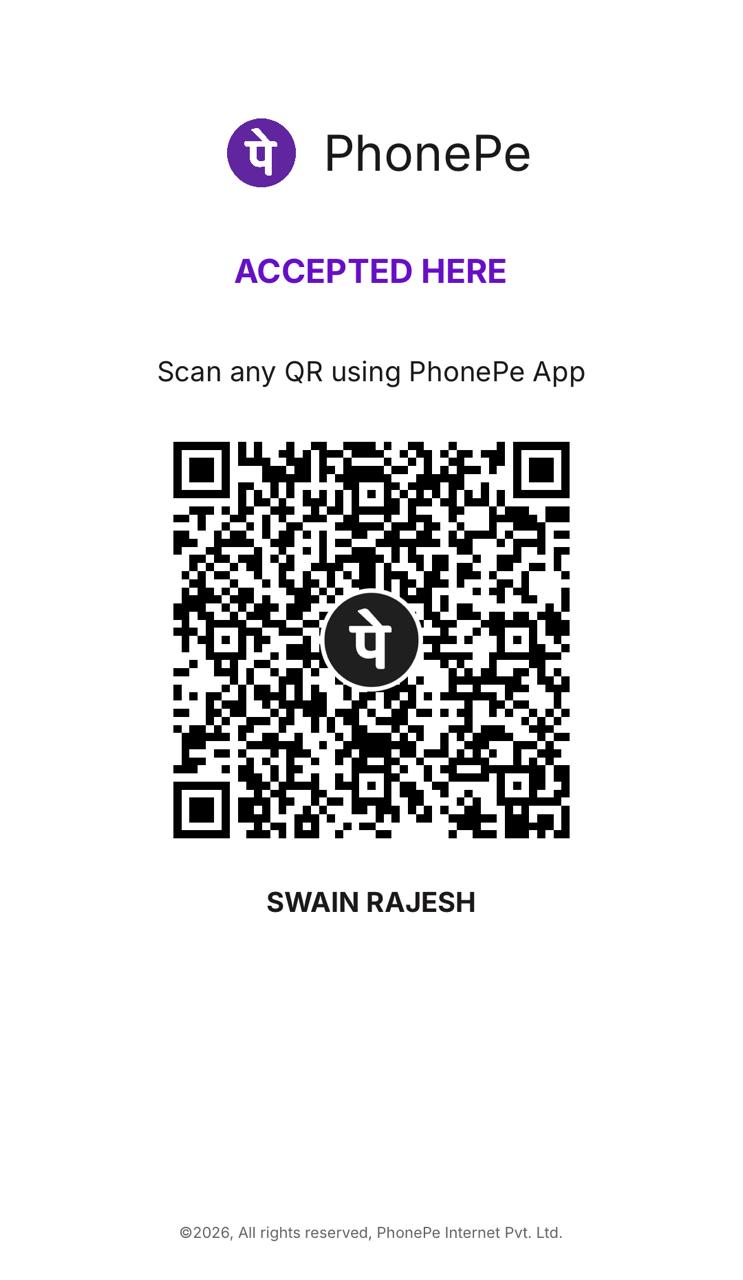 पे PhonePe
ACCEPTED HERE
Scan any QR using PhonePe App
पे
SWAIN RAJESH
©2026, All rights reserved, PhonePe Internet Pvt. Ltd.